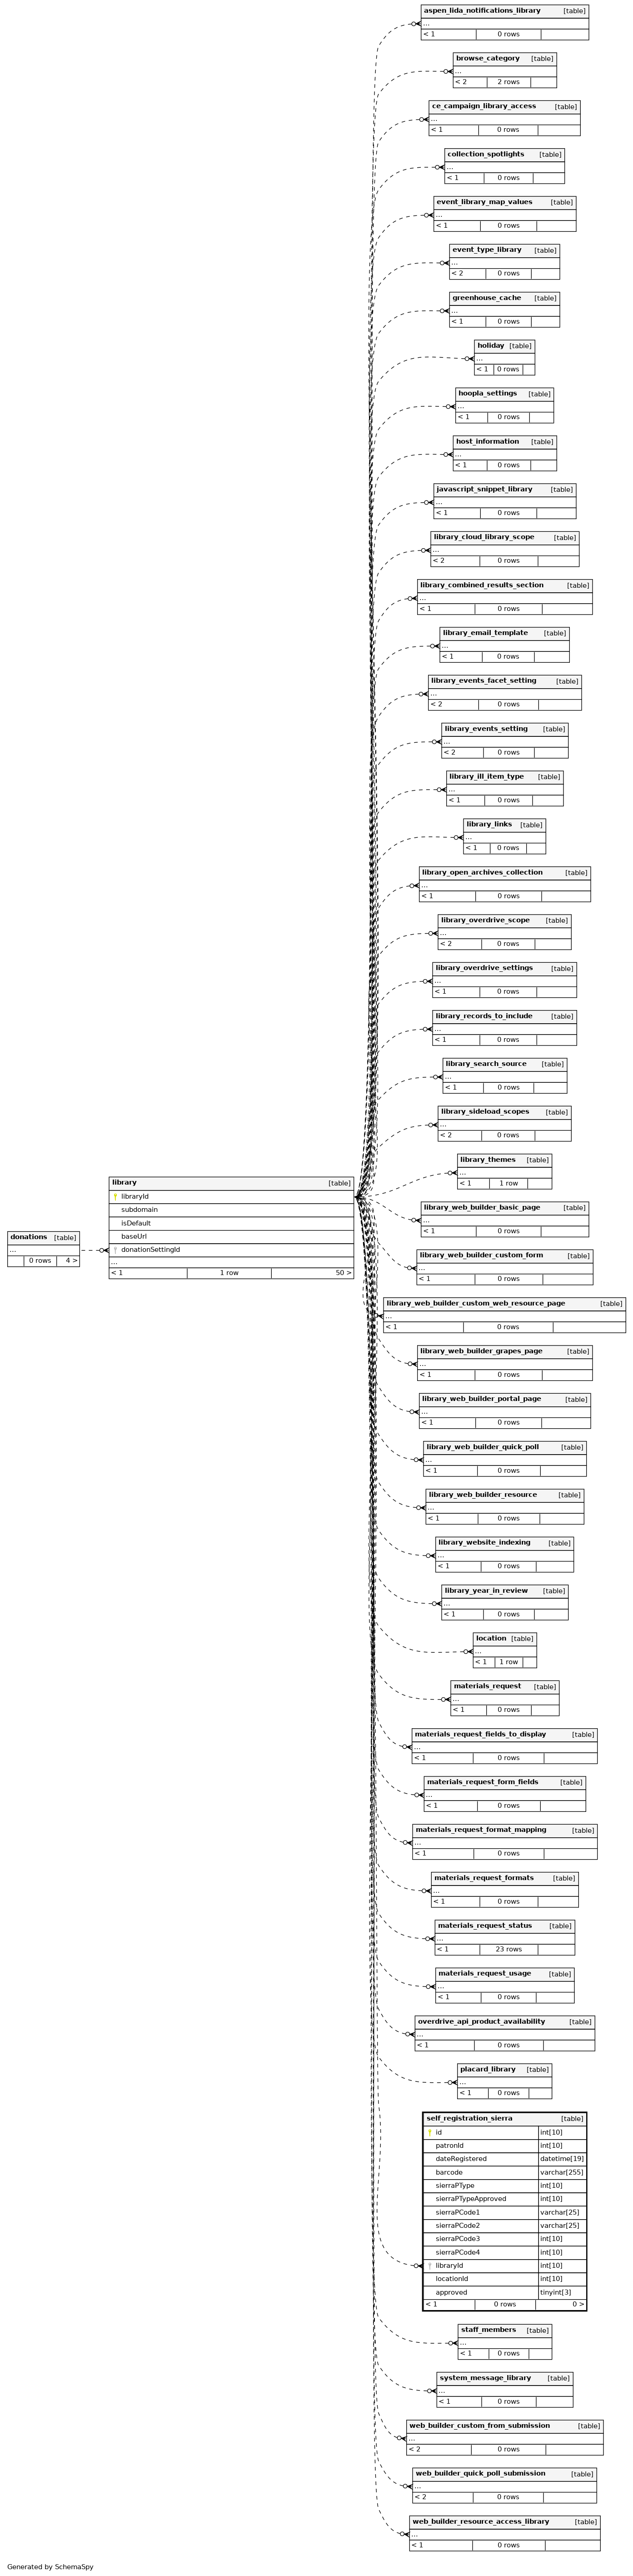 aspen_lida_notifications_library [table]
...
< 1 0 rows
browse_category [table]
...
< 2 2 rows
ce_campaign_library_access [table]
...
< 1 0 rows
collection_spotlights [table]
...
< 1 0 rows
event_library_map_values [table]
...
< 1 0 rows
event_type_library [table]
...
< 2 0 rows
greenhouse_cache [table]
...
< 1 0 rows
holiday [table]
...
< 1 0 rows
hoopla_settings [table]
...
< 1 0 rows
host_information [table]
...
< 1 0 rows
javascript_snippet_library [table]
...
< 1 0 rows
library_cloud_library_scope [table]
...
< 2 0 rows
library_combined_results_section [table]
...
< 1 0 rows
library_email_template [table]
...
< 1 0 rows
library_events_facet_setting [table]
...
< 2 0 rows
library_events_setting [table]
...
< 2 0 rows
library_ill_item_type [table]
...
< 1 0 rows
library_links [table]
...
< 1 0 rows
library_open_archives_collection [table]
...
< 1 0 rows
library_overdrive_scope [table]
...
< 2 0 rows
library_overdrive_settings [table]
...
< 1 0 rows
library_records_to_include [table]
...
< 1 0 rows
library_search_source [table]
...
< 1 0 rows
library_sideload_scopes [table]
...
< 2 0 rows
library_themes [table]
...
< 1 1 row
donations [table]
...
0 rows 4 >
library [table]
libraryId
subdomain
isDefault
baseUrl
donationSettingId
...
< 1 1 row 50 >
library_web_builder_basic_page [table]
...
< 1 0 rows
library_web_builder_custom_form [table]
...
< 1 0 rows
library_web_builder_custom_web_resource_page [table]
...
< 1 0 rows
library_web_builder_grapes_page [table]
...
< 1 0 rows
library_web_builder_portal_page [table]
...
< 1 0 rows
library_web_builder_quick_poll [table]
...
< 1 0 rows
library_web_builder_resource [table]
...
< 1 0 rows
library_website_indexing [table]
...
< 1 0 rows
library_year_in_review [table]
...
< 1 0 rows
location [table]
...
< 1 1 row
materials_request [table]
...
< 1 0 rows
materials_request_fields_to_display [table]
...
< 1 0 rows
materials_request_form_fields [table]
...
< 1 0 rows
materials_request_format_mapping [table]
...
< 1 0 rows
materials_request_formats [table]
...
< 1 0 rows
materials_request_status [table]
...
< 1 23 rows
materials_request_usage [table]
...
< 1 0 rows
overdrive_api_product_availability [table]
...
< 1 0 rows
placard_library [table]
...
< 1 0 rows
self_registration_sierra [table]
id int[10]
patronId int[10]
dateRegistered datetime[19]
barcode varchar[255]
sierraPType int[10]
sierraPTypeApproved int[10]
sierraPCode1 varchar[25]
sierraPCode2 varchar[25]
sierraPCode3 int[10]
sierraPCode4 int[10]
libraryId int[10]
locationId int[10]
approved tinyint[3]
< 1 0 rows 0 >
staff_members [table]
...
< 1 0 rows
system_message_library [table]
...
< 1 0 rows
web_builder_custom_from_submission [table]
...
< 2 0 rows
web_builder_quick_poll_submission [table]
...
< 2 0 rows
web_builder_resource_access_library [table]
...
< 1 0 rows
Generated by SchemaSpy